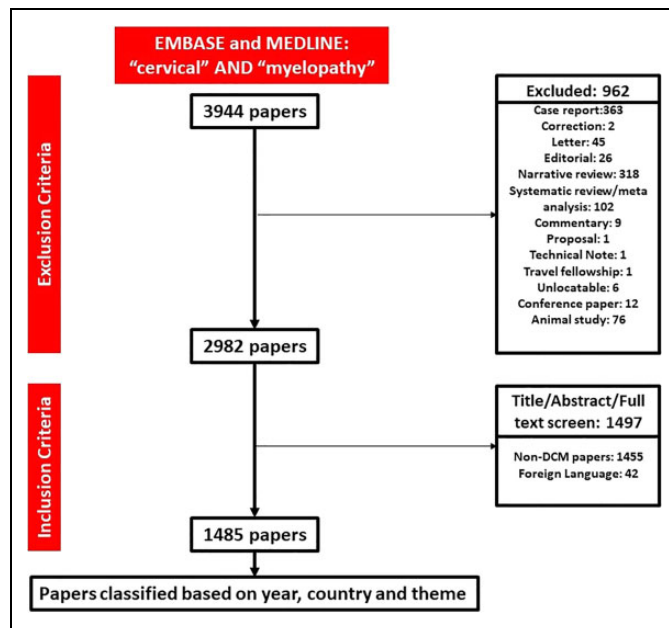 EMBASE and MEDLINE:
“cervical” AND “myelopathy”
Exclusion Criteria
3944 papers
Excluded: 962
Case report:363
Correction: 2
Letter: 45
Editorial: 26
Narrative review: 318
Systematic review/meta
analysis: 102
Commentary: 9
Proposal: 1
Technical Note: 1
Travel fellowship: 1
Unlocatable: 6
Conference paper: 12
Animal study: 76
2982 papers
Inclusion Criteria
Title/Abstract/Full
text screen: 1497
Non-DCM papers: 1455
Foreign Language: 42
1485 papers
Papers classified based on year, country and theme